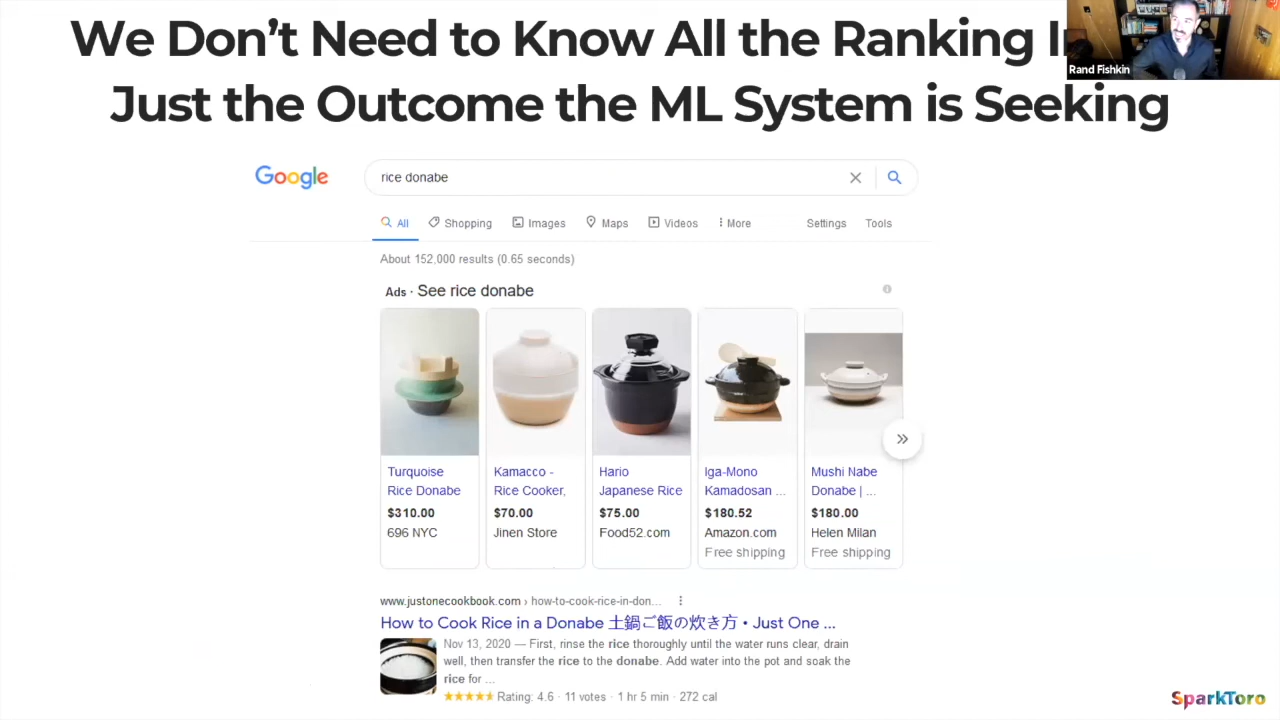 We Don't Need to Know All the Ranking
Rand Fishkin
Just the Outcome the ML System is Seeking
Google
rice donabe
All
Shopping
Images
Maps
Videos
More
Settings
Tools
About 152,000 results (0.65 seconds)
Ads · See rice donabe
Turquoise
Rice Donabe
$310.00
696 NYC
Kamacco -
Rice Cooker,
$70.00
Jinen Store
Hario
Japanese Rice
$75.00
Food52.com
Iga-Mono
Kamadosan ...
$180.52
Amazon.com
Free shipping
Mushi Nabe
Donabe | ...
$180.00
Helen Milan
Free shipping
www.justonecookbook.com › how-to-cook-rice-in-don...
How to Cook Rice in a Donabe 土鍋ご飯の炊き方 • Just One ...
Nov 13, 2020 — First, rinse the rice thoroughly until the water runs clear, drain
well, then transfer the rice to the donabe. Add water into the pot and soak the
rice for ...
Rating: 4.6 · 11 votes · 1 hr 5 min · 272 cal
SparkToro